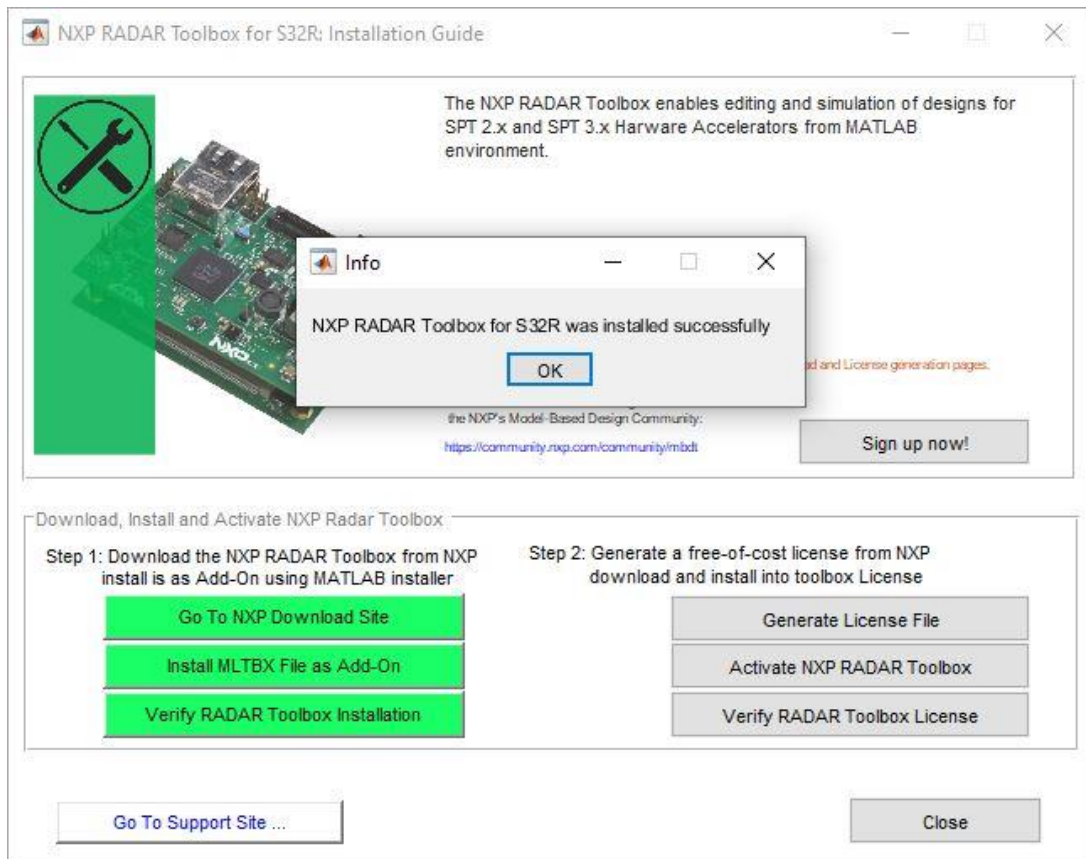 NXP RADAR Toolbox for S32R: Installation Guide
The NXP RADAR Toolbox enables editing and simulation of designs for
SPT 2.x and SPT 3.x Harware Accelerators from MATLAB
environment.
Info
NXP RADAR Toolbox for S32R was installed successfully
OK
NXP
and License generation pages.
the NXP's Model-Based Design Community:
https://community.nxp.com/community/mbdt
Sign up now!
Download, Install and Activate NXP Radar Toolbox
Step 1: Download the NXP RADAR Toolbox from NXP
install is as Add-On using MATLAB installer
Step 2: Generate a free-of-cost license from NXP
download and install into toolbox License
Go To NXP Download Site
Install MLTBX File as Add-On
Verify RADAR Toolbox Installation
Generate License File
Activate NXP RADAR Toolbox
Verify RADAR Toolbox License
Go To Support Site ...
Close